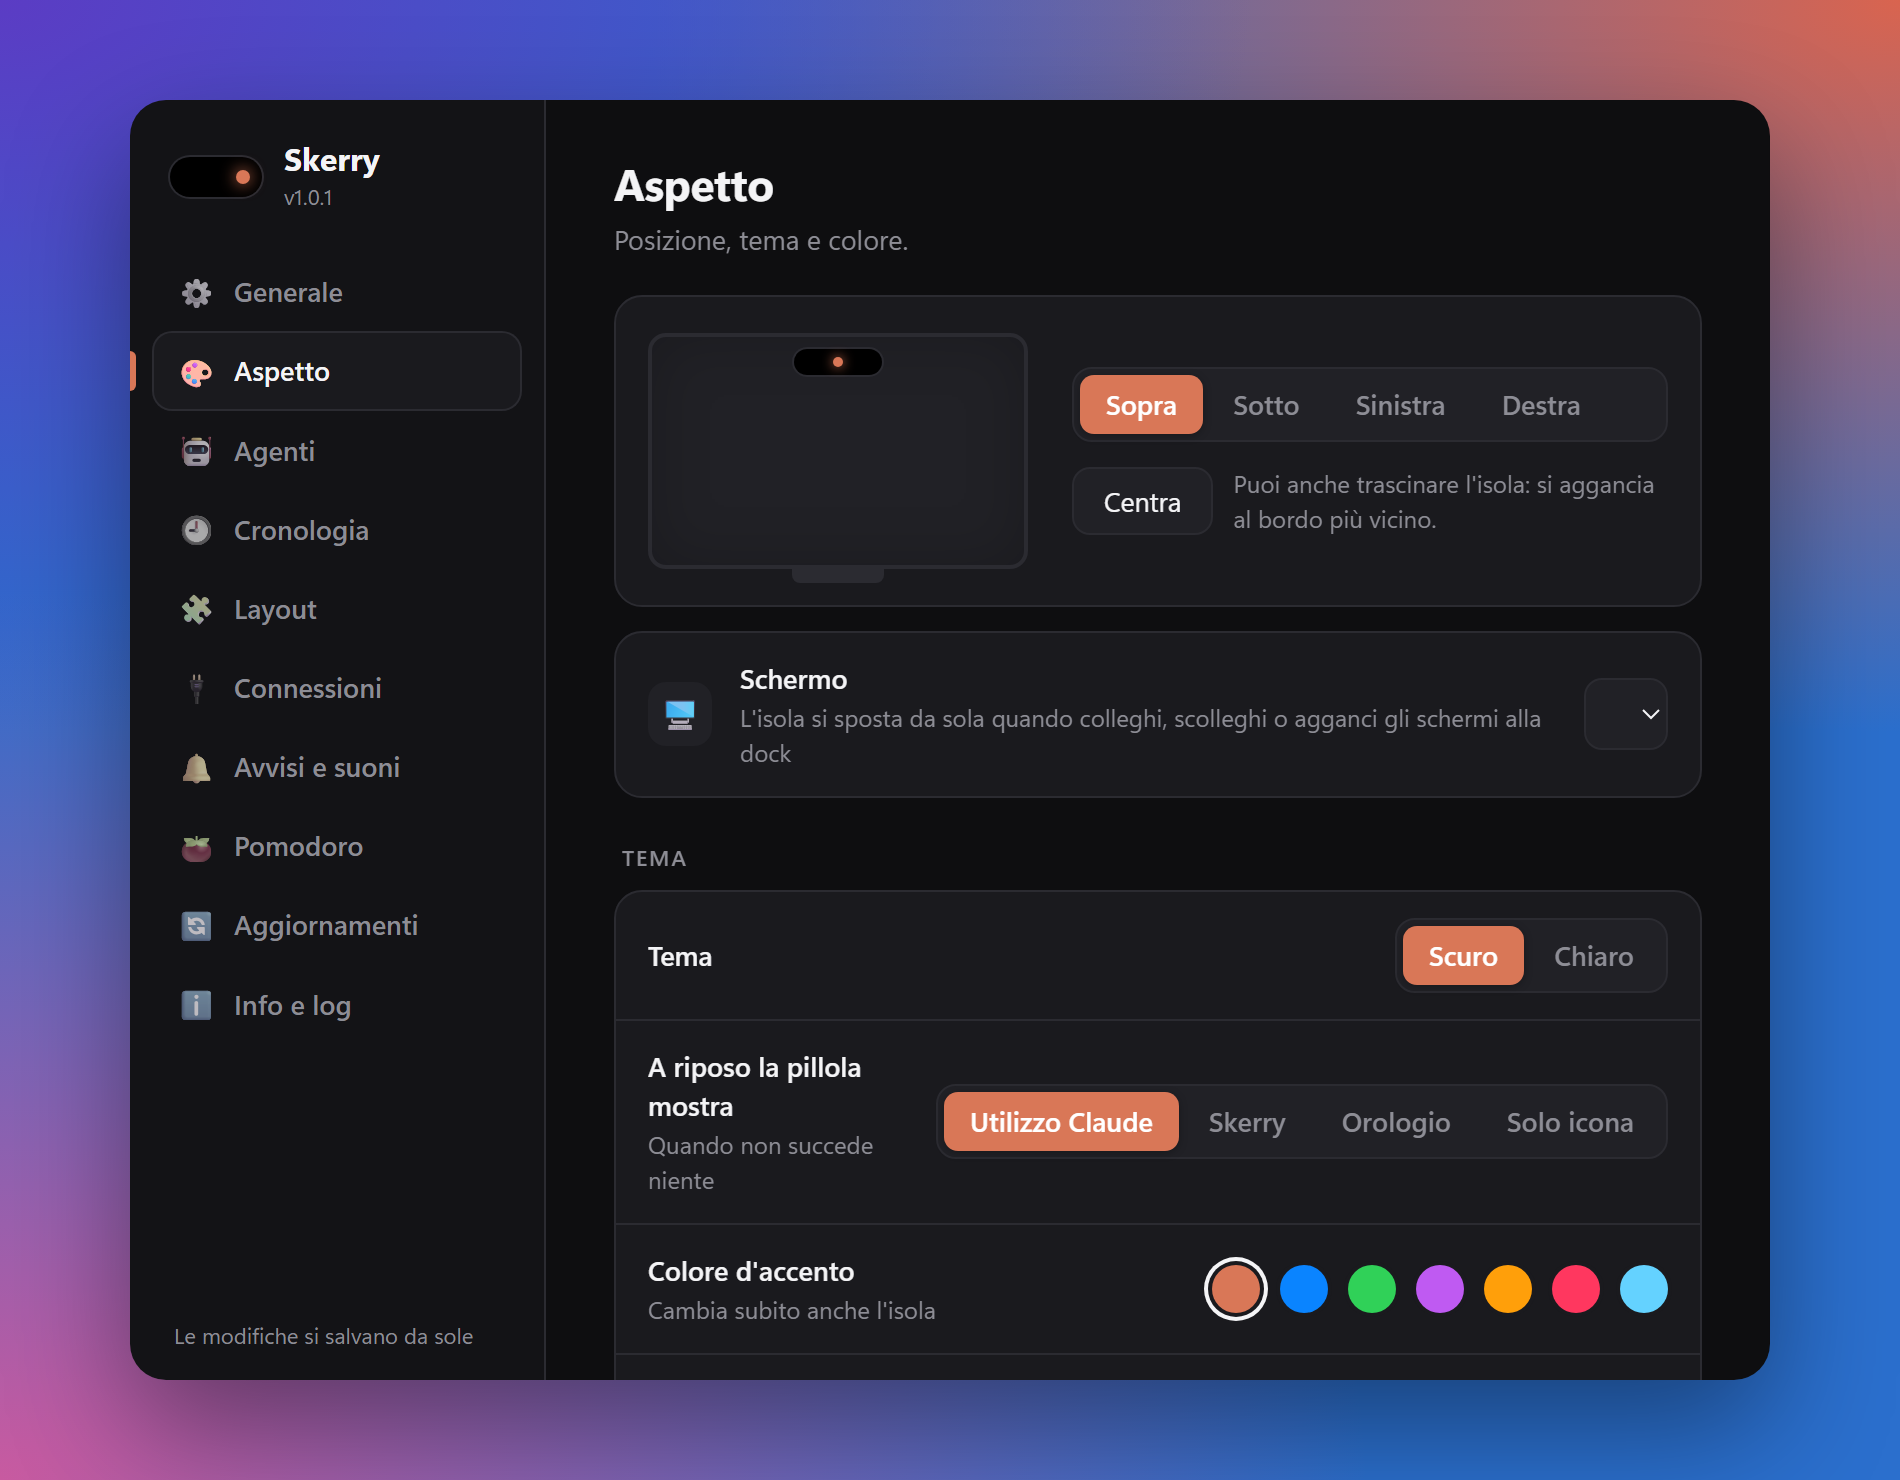 Skerry
v1.0.1
Generale
Aspetto
Agenti
Cronologia
Layout
Connessioni
Avvisi e suoni
Pomodoro
Aggiornamenti
Info e log
Le modifiche si salvano da sole
Aspetto
Posizione, tema e colore.
Sopra Sotto Sinistra Destra
Centra
Puoi anche trascinare l'isola: si aggancia
al bordo più vicino.
Schermo
L'isola si sposta da sola quando colleghi, scolleghi o agganci gli schermi alla
dock
TEMA
Tema
Scuro Chiaro
A riposo la pillola
mostra
Quando non succede
niente
Utilizzo Claude Skerry Orologio Solo icona
Colore d'accento
Cambia subito anche l'isola